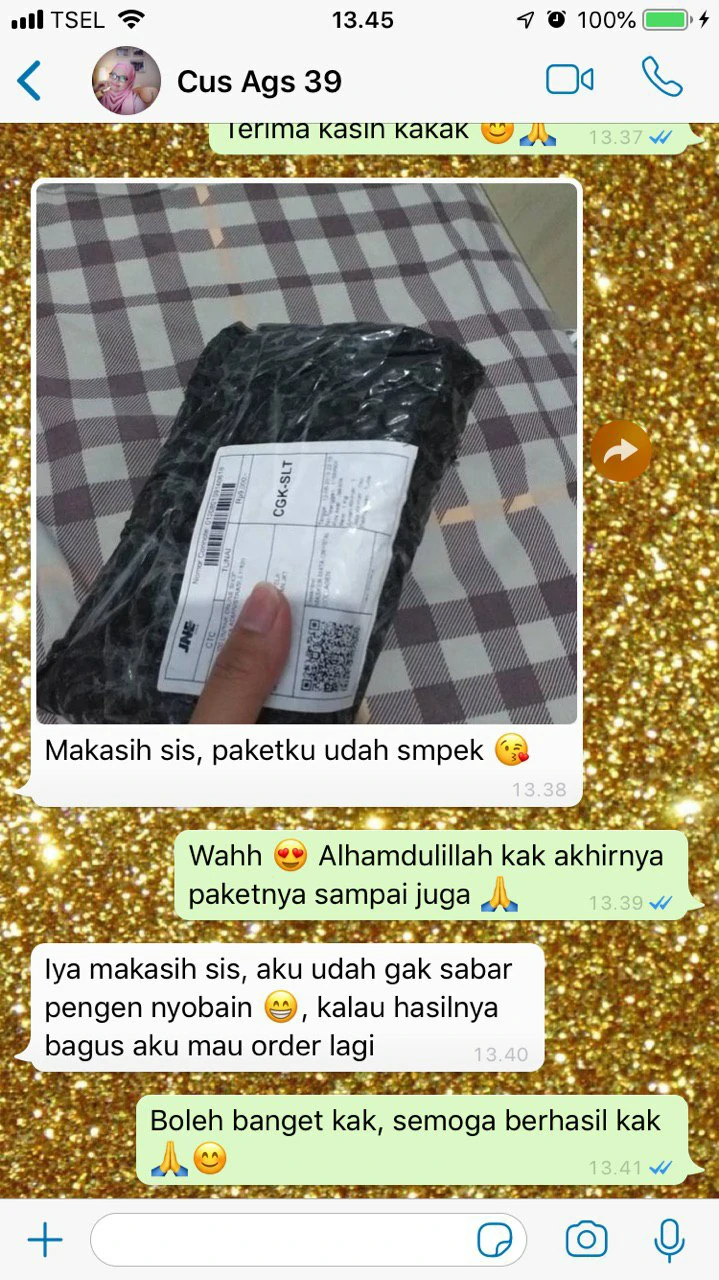 TSEL
13.45
100%
Cus Ags 39
Terima kasih kakak 😊🙏
13.37
CGK-SLT
TUNAI
JNE
CTC
Makasih sis, paketku udah smpek 😘
13.38
Wahh 😍 Alhamdulillah kak akhirnya
paketnya sampai juga 🙏
13.39
Iya makasih sis, aku udah gak sabar
pengen nyobain 😁, kalau hasilnya
bagus aku mau order lagi
13.40
Boleh banget kak, semoga berhasil kak
🙏😊
13.41